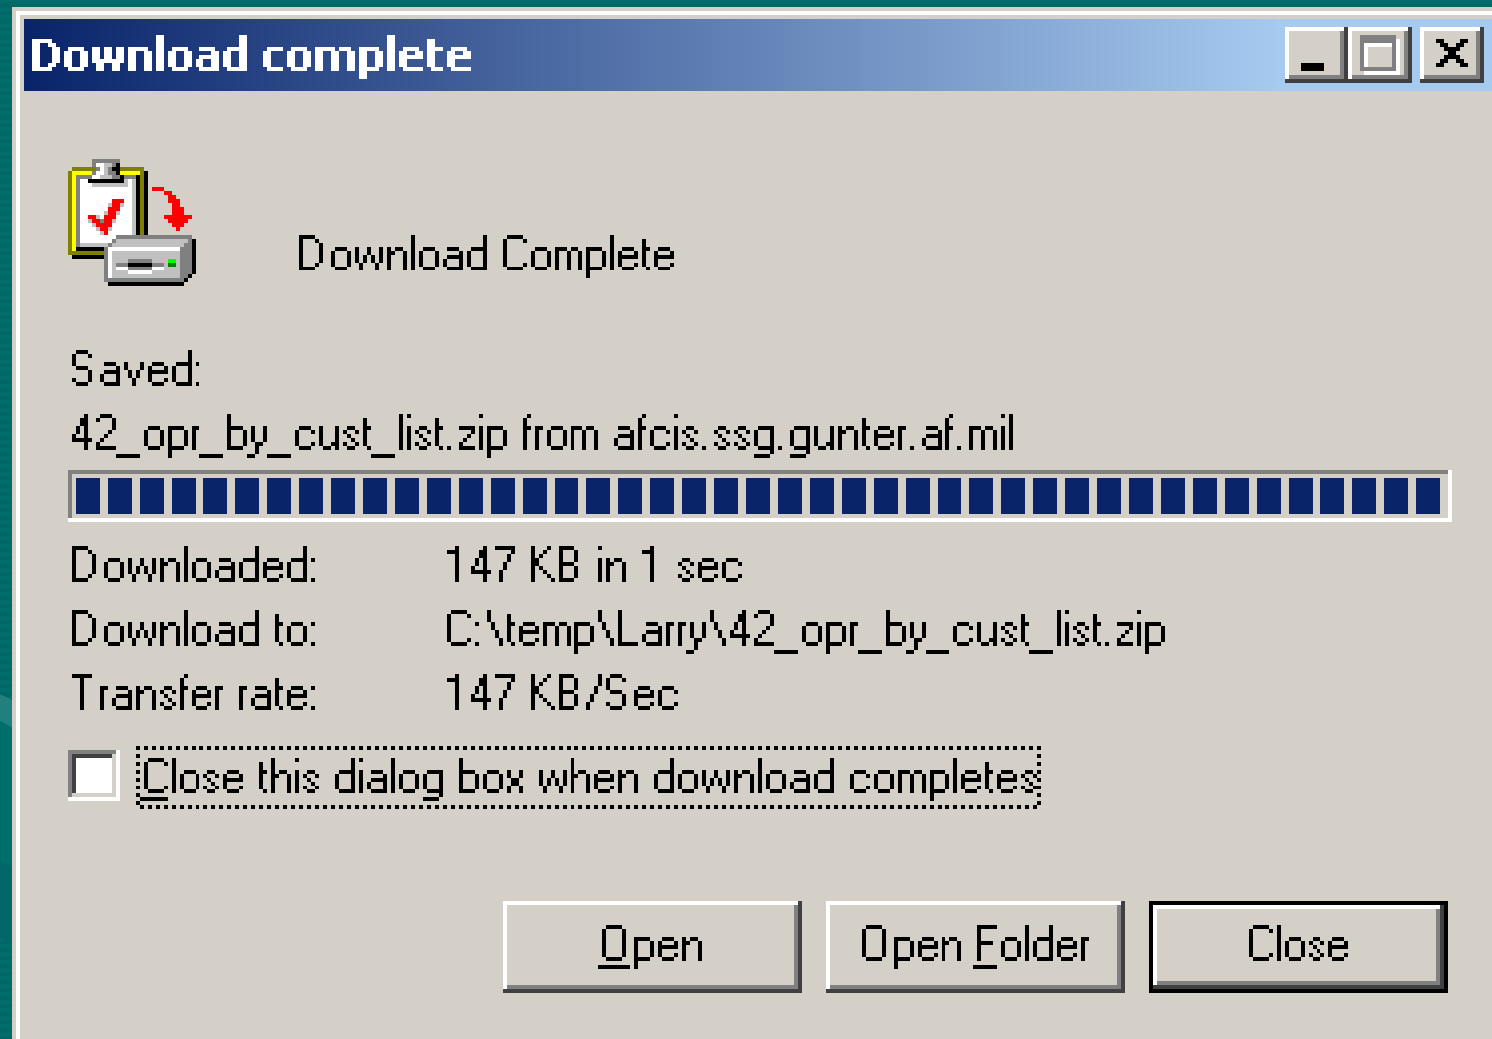 Download complete
Download Complete
Saved:
42_opr_by_cust_list.zip from afcis.ssg.gunter.af.mil
Downloaded: 147 KB in 1 sec
Download to: C:\temp\Larry\42_opr_by_cust_list.zip
Transfer rate: 147 KB/Sec
Close this dialog box when download completes
Open Open Folder Close